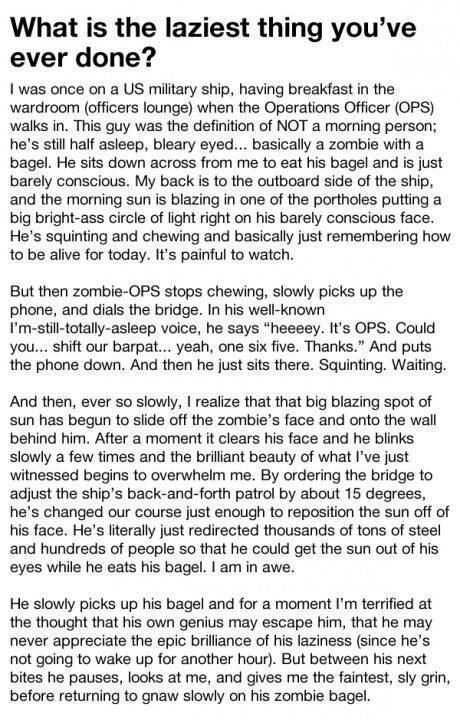 What is the laziest thing you’ve
ever done?
I was once on a US military ship, having breakfast in the
wardroom (officers lounge) when the Operations Officer (OPS)
walks in. This guy was the definition of NOT a morning person;
he’s still half asleep, bleary eyed... basically a zombie with a
bagel. He sits down across from me to eat his bagel and is just
barely conscious. My back is to the outboard side of the ship,
and the morning sun is blazing in one of the portholes putting a
big bright-ass circle of light right on his barely conscious face.
He’s squinting and chewing and basically just remembering how
to be alive for today. It’s painful to watch.
But then zombie-OPS stops chewing, slowly picks up the
phone, and dials the bridge. In his well-known
I’m-still-totally-asleep voice, he says “heeeey. It’s OPS. Could
you... shift our barpat... yeah, one six five. Thanks.” And puts
the phone down. And then he just sits there. Squinting. Waiting.
And then, ever so slowly, I realize that that big blazing spot of
sun has begun to slide off the zombie’s face and onto the wall
behind him. After a moment it clears his face and he blinks
slowly a few times and the brilliant beauty of what I’ve just
witnessed begins to overwhelm me. By ordering the bridge to
adjust the ship’s back-and-forth patrol by about 15 degrees,
he’s changed our course just enough to reposition the sun off of
his face. He’s literally just redirected thousands of tons of steel
and hundreds of people so that he could get the sun out of his
eyes while he eats his bagel. I am in awe.
He slowly picks up his bagel and for a moment I’m terrified at
the thought that his own genius may escape him, that he may
never appreciate the epic brilliance of his laziness (since he’s
not going to wake up for another hour). But between his next
bites he pauses, looks at me, and gives me the faintest, sly grin,
before returning to gnaw slowly on his zombie bagel.